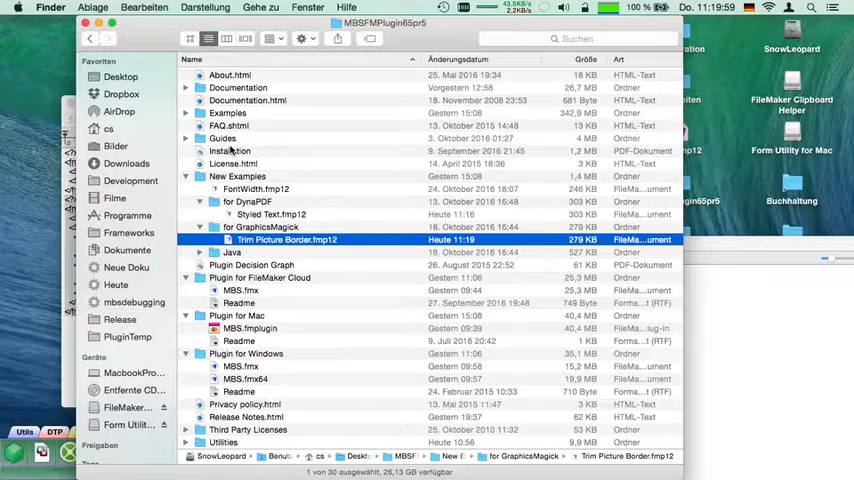 Finder Ablage Bearbeiten Darstellung Gehe zu Fenster Hilfe 43,5KB/s 2,2KB/s 100 % Do. 11:19:59
MBSFMPlugin65pr5
Suchen
Name Änderungsdatum Größe Art
Favoriten
Desktop
Dropbox
AirDrop
cs
Bilder
Downloads
Development
Filme
Programme
Frameworks
Dokumente
Neue Doku
Heute
mbsdebugging
Release
PluginTemp
Geräte
MacbookPro...
Entfernte CD...
FileMaker...
Form Utilit...
Freigaben
About.html 25. Mai 2016 19:34 18 KB HTML-Text
Documentation Vorgestern 12:58 26,7 MB Ordner
Documentation.html 18. November 2008 23:53 681 Byte HTML-Text
Examples Gestern 15:08 342,9 MB Ordner
FAQ.shtml 13. Oktober 2015 14:48 13 KB HTML-Text
Guides 3. Oktober 2016 01:27 4 MB Ordner
Installation 9. September 2016 21:45 1,2 MB PDF-Dokument
License.html 14. April 2015 18:36 3 KB HTML-Text
New Examples Gestern 15:08 1,4 MB Ordner
FontWidth.fmp12 24. Oktober 2016 18:07 246 KB FileMa...ument
for DynaPDF 18. Oktober 2016 14:48 303 KB Ordner
Styled Text.fmp12 Heute 11:16 303 KB FileMa...ument
for GraphicsMagick 18. Oktober 2016 14:48 279 KB Ordner
Trim Picture Border.fmp12 Heute 11:19 279 KB FileMa...ument
Java 18. Oktober 2016 14:48 527 KB Ordner
Plugin Decision Graph 26. August 2015 22:52 61 KB PDF-Dokument
Plugin for FileMaker Cloud Gestern 11:06 25,3 MB Ordner
MBS.fmx Gestern 09:40 25,3 MB FileMa...ument
Readme 27. September 2016 19:48 749 Byte Forma...t (RTF)
Plugin for Mac Gestern 15:08 40,4 MB Ordner
MBS.fmplugin Gestern 09:39 40,4 MB FileMa...lug-in
Readme 9. Juli 2016 20:42 1 KB Forma...t (RTF)
Plugin for Windows Gestern 11:06 35,1 MB Ordner
MBS.fmx Gestern 09:58 15,2 MB FileMa...ument
MBS.fmx64 Gestern 09:57 19,9 MB FileMa...ument
Readme 24. Februar 2015 10:33 710 Byte Forma...t (RTF)
Privacy policy.html 13. Mai 2015 11:47 3 KB HTML-Text
Release Notes.html Gestern 19:37 62 KB HTML-Text
Third Party Licenses 25. Oktober 2010 10:32 53 KB Ordner
Utilities Heute 10:56 9,9 MB Ordner
SnowLeopard Benut cs Deskt MBSF New E for GraphicsMagick Trim Picture Border.fmp12
1 von 30 ausgewählt, 26,13 GB verfügbar
SnowLeopard
FileMaker Clipboard
Helper
Form Utility for Mac
Buchhaltung
Utils DTP